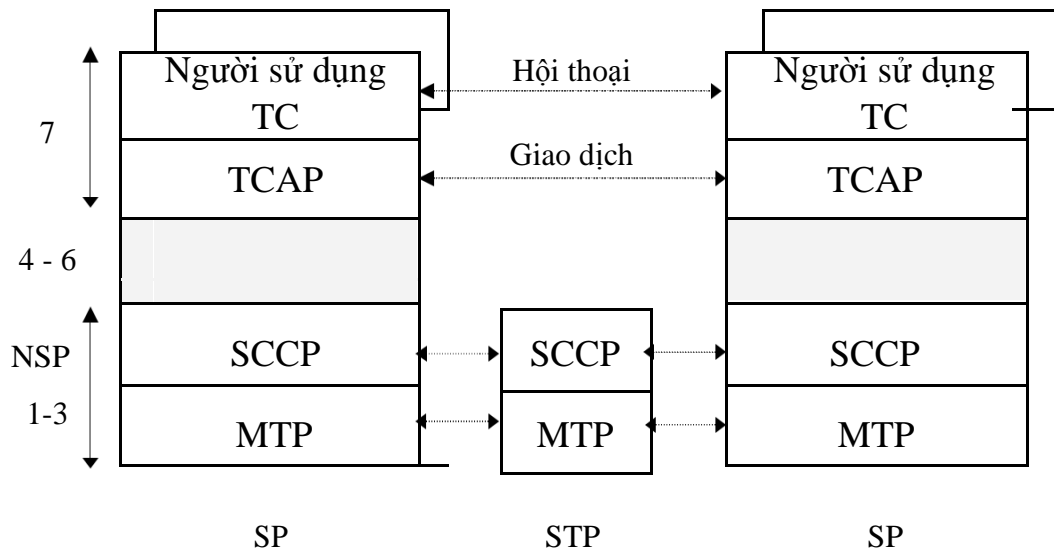 Người sử dụng
TC
Hội thoại
Người sử dụng
TC
7
TCAP
Giao dịch
TCAP
4 - 6
NSP
SCCP
SCCP
SCCP
1-3
MTP
MTP
MTP
SP
STP
SP